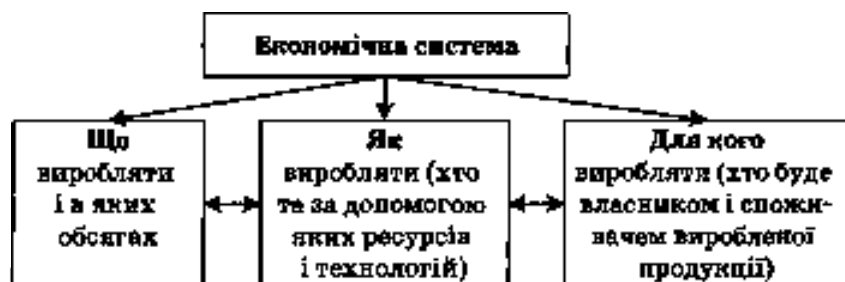 Економічна система
Що
виробляти
і в яких
обсягах
Як
виробляти (хто
та за допомогою
яких ресурсів
і технологій)
Для кого
виробляти (хто буде
власником і спожи-
вачем виробленої
продукції)